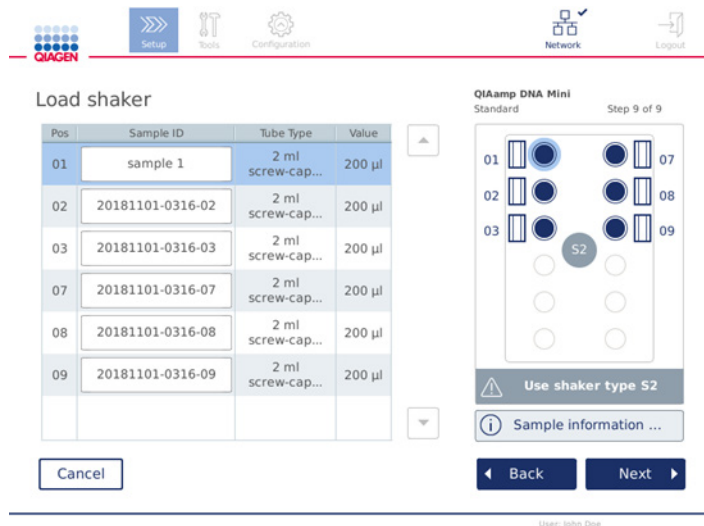 QIAGEN
Setup
Tools
Configuration
Network
Logout
Load shaker
QIAamp DNA Mini
Standard Step 9 of 9
Pos Sample ID Tube Type Value
01 sample 1 2 ml screw-cap... 200 µl
02 20181101-0316-02 2 ml screw-cap... 200 µl
03 20181101-0316-03 2 ml screw-cap... 200 µl
07 20181101-0316-07 2 ml screw-cap... 200 µl
08 20181101-0316-08 2 ml screw-cap... 200 µl
09 20181101-0316-09 2 ml screw-cap... 200 µl
01 07
02 08
03 09
S2
Use shaker type S2
Sample information ...
Cancel
Back
Next
User: John Doe